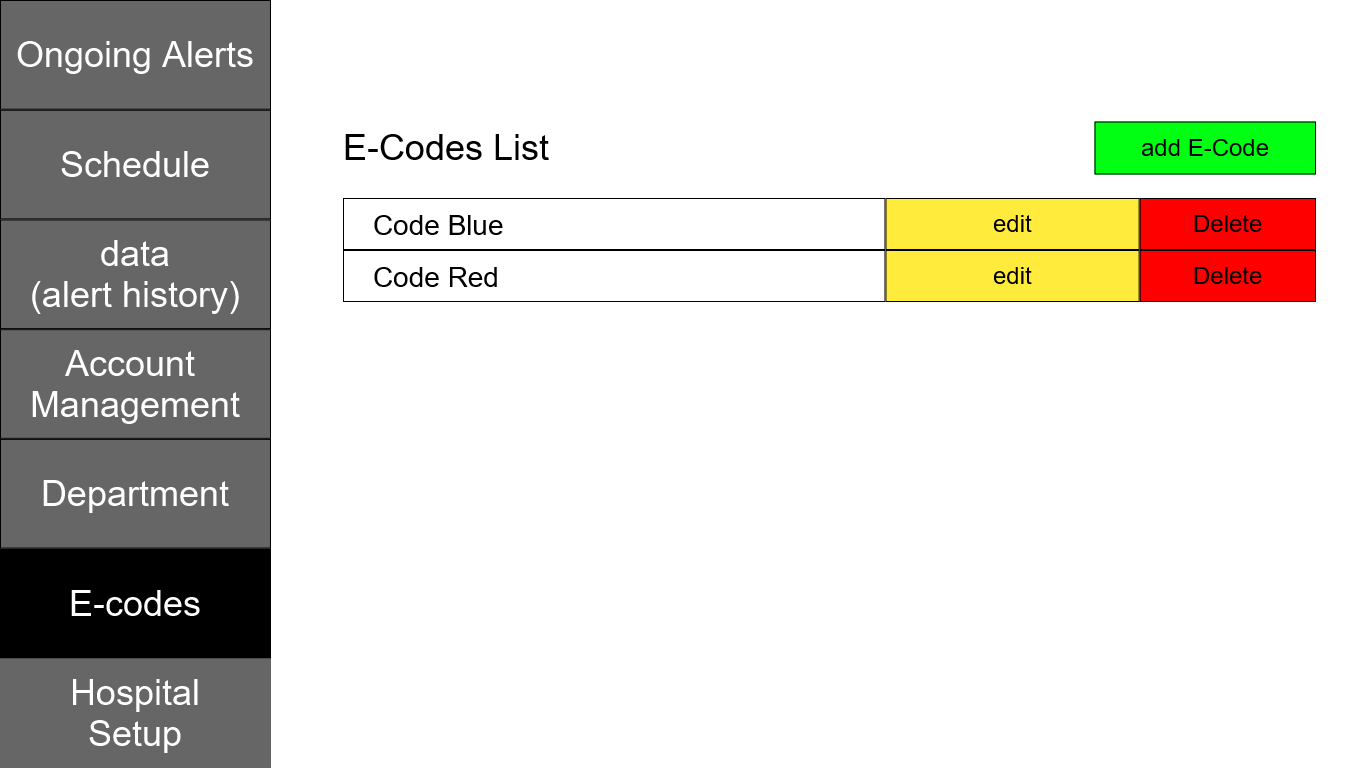 Ongoing Alerts
Schedule
data
(alert history)
Account
Management
Department
E-codes
Hospital
Setup
E-Codes List
add E-Code
Code Blue
edit
Delete
Code Red
edit
Delete